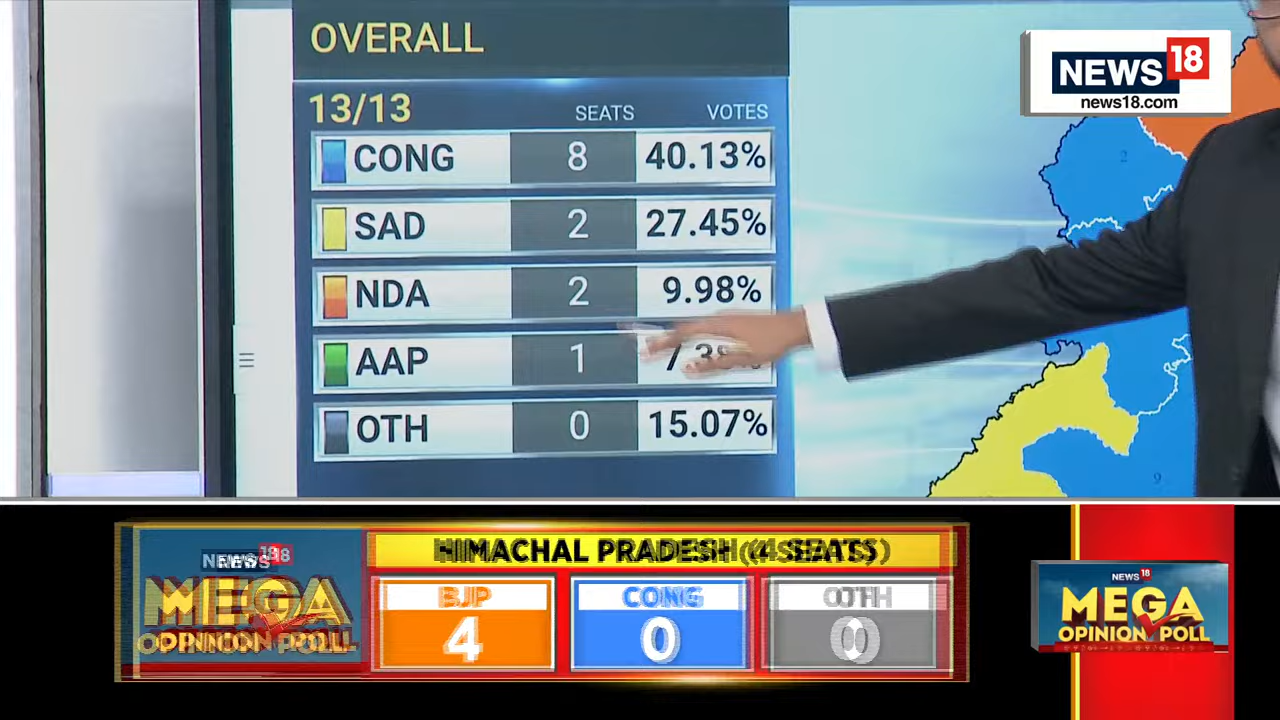 OVERALL
13/13 SEATS VOTES
CONG 8 40.13%
SAD 2 27.45%
NDA 2 9.98%
AAP 1
OTH 0 15.07%
NEWS 18
news18.com
2
9
NEWS 18
MEGA
OPINION POLL
HIMACHAL PRADESH (4 SEATS)
BJP CONG OTH
4 0 0
NEWS 18
MEGA
OPINION POLL